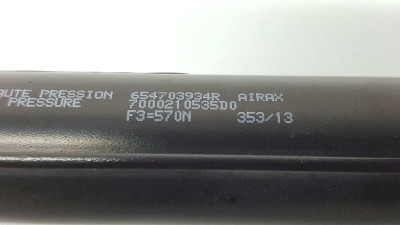 AUTE PRESSION 654703934R AIRAX
PRESSURE 7000210535D0
F3=570N 353/13